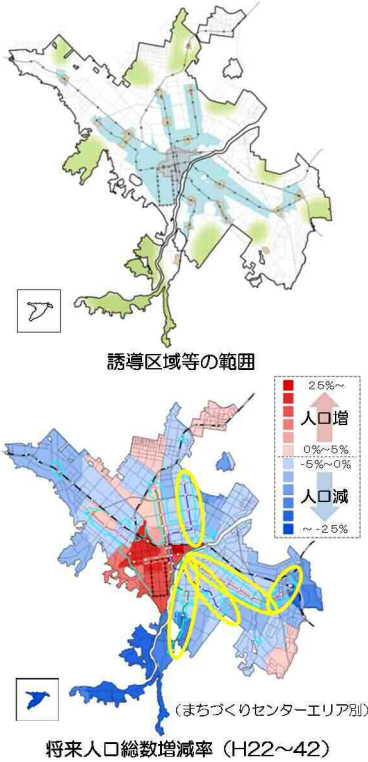 誘導区域等の範囲
25%~
人口増
0%~5%
-5%~0%
人口減
~ -25%
(まちづくりセンターエリア別)
将来人口総数増減率(H22~42)